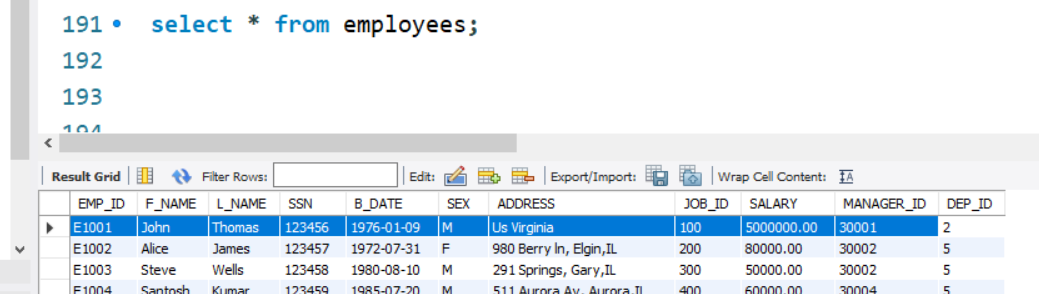 191 select * from employees;
192
193
194
Result Grid Filter Rows: Edit: Export/Import: Wrap Cell Content:
EMP_ID F_NAME L_NAME SSN B_DATE SEX ADDRESS JOB_ID SALARY MANAGER_ID DEP_ID
E1001 John Thomas 123456 1976-01-09 M Us Virginia 100 5000000.00 30001 2
E1002 Alice James 123457 1972-07-31 F 980 Berry ln, Elgin,IL 200 80000.00 30002 5
E1003 Steve Wells 123458 1980-08-10 M 291 Springs, Gary,IL 300 50000.00 30002 5
E1004 Santosh Kumar 123459 1985-07-20 M 511 Aurora Av, Aurora,IL 400 60000.00 30004 5